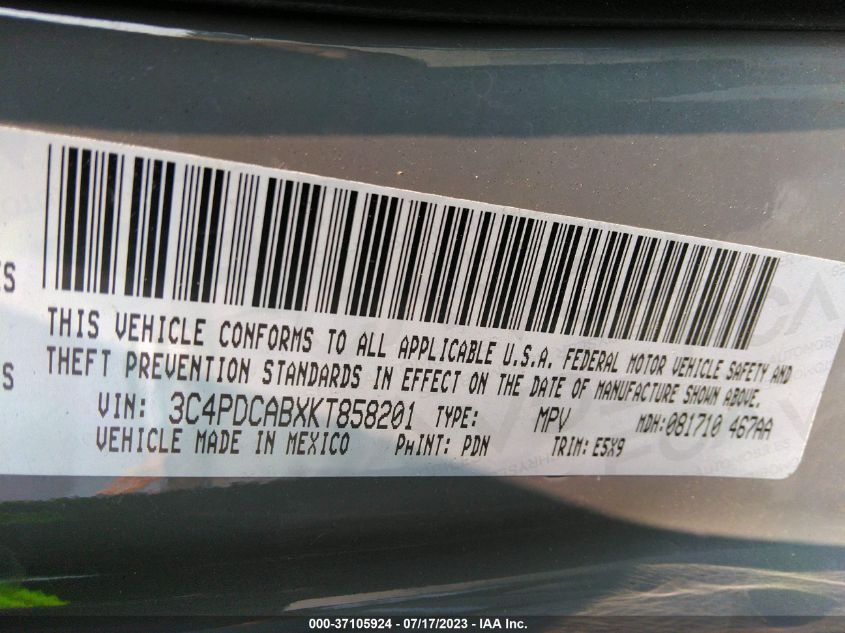 ES
S
THIS VEHICLE CONFORMS TO ALL APPLICABLE U.S.A. FEDERAL MOTOR VEHICLE SAFETY AND
THEFT PREVENTION STANDARDS IN EFFECT ON THE DATE OF MANUFACTURE SHOWN ABOVE.
VIN: 3C4PDCABXKT858201 TYPE: MPV MDH:081710 467AA
VEHICLE MADE IN MEXICO PAINT: PDN TRIM: E5X9
000-37105924 - 07/17/2023 - IAA Inc.